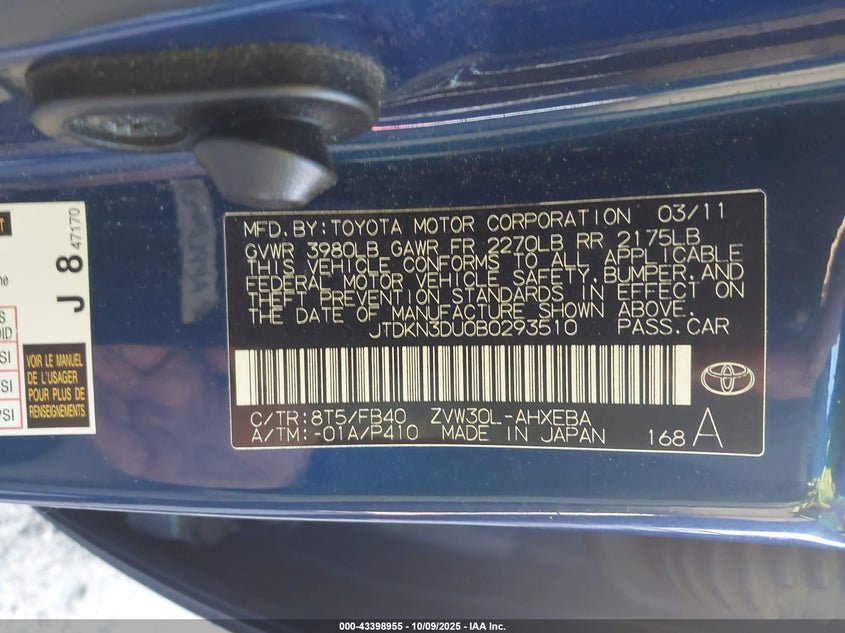 J 8 47170
VOIR LE MANUEL
DE L'USAGER
POUR PLUS DE
RENSEIGNEMENTS.
MFD.BY:TOYOTA MOTOR CORPORATION 03/11
GVWR 3980LB GAWR FR 2270LB RR 2175LB
THIS VEHICLE CONFORMS TO ALL APPLICABLE
FEDERAL MOTOR VEHICLE SAFETY,BUMPER,AND
THEFT PREVENTION STANDARDS IN EFFECT ON
THE DATE OF MANUFACTURE SHOWN ABOVE.
JTDKN3DU0B0293510 PASS.CAR
C/TR:8T5/FB40 ZVW30L-AHXEBA
A/TM:-01A/P410 MADE IN JAPAN 168 A
000-43398955 - 10/09/2025 - IAA Inc.